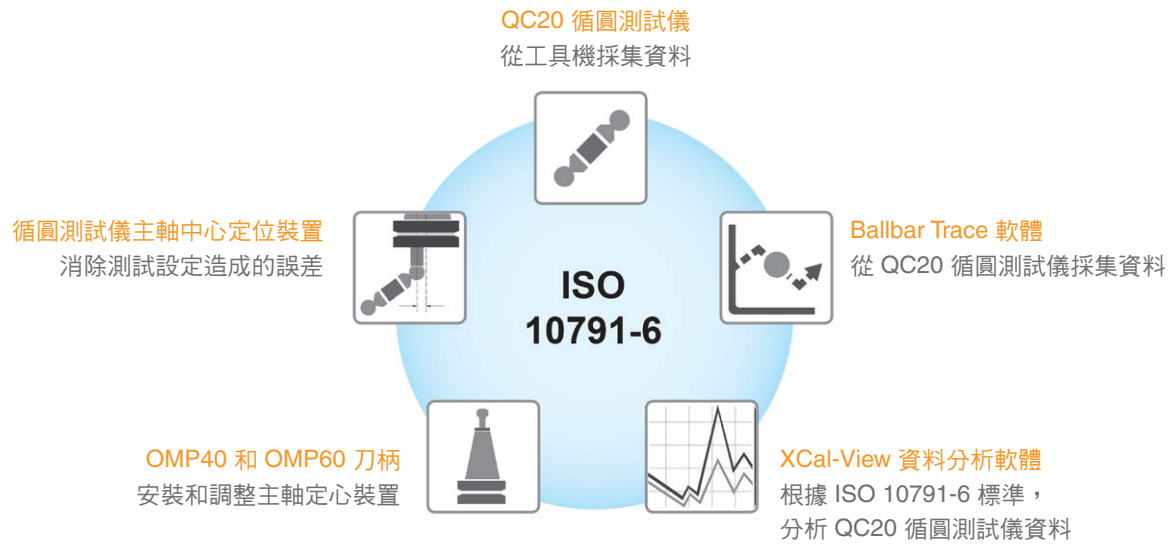 QC20 循圓測試儀
從工具機採集資料
循圓測試儀主軸中心定位裝置
消除測試設定造成的誤差
Ballbar Trace 軟體
從 QC20 循圓測試儀採集資料
ISO
10791-6
OMP40 和 OMP60 刀柄
安裝和調整主軸定心裝置
XCal-View 資料分析軟體
根據 ISO 10791-6 標準，
分析 QC20 循圓測試儀資料